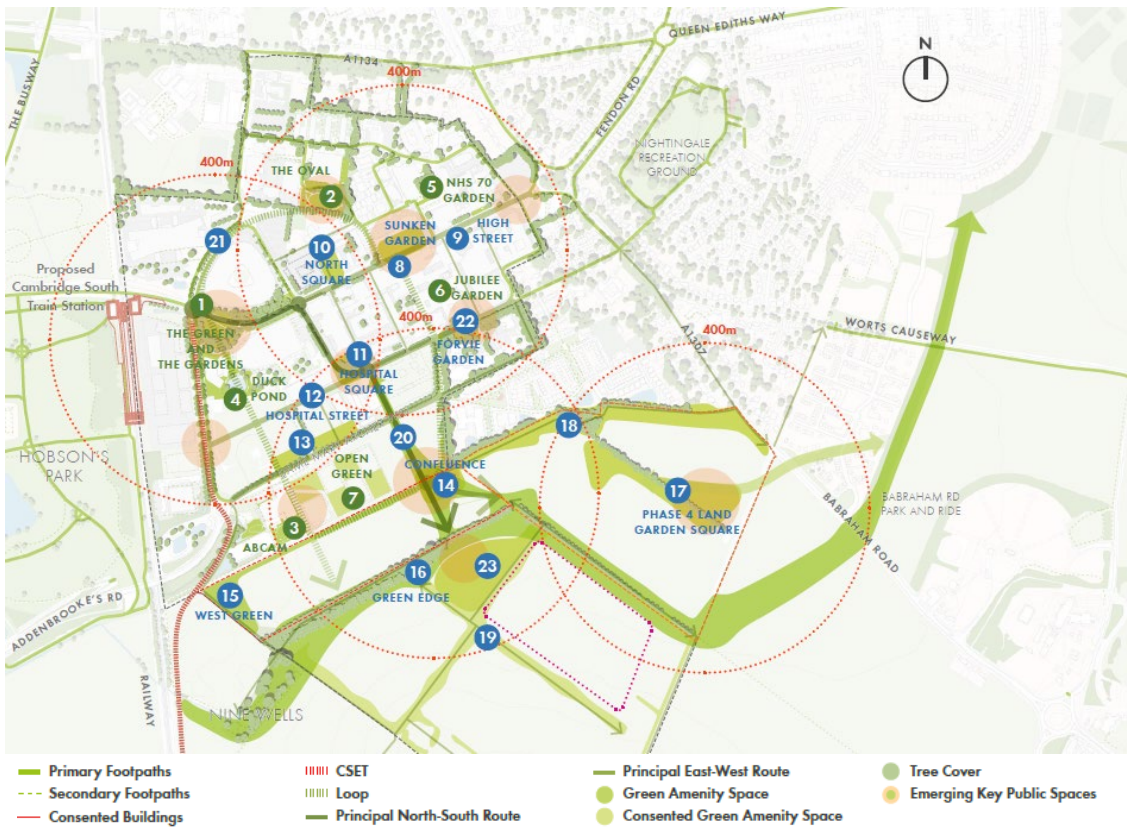 QUEEN EDITHS WAY
N
THE BUSWAY
A1134
400m
FENDON RD
400m
THE OVAL
2
5
NHS 70
GARDEN
NIGHTINGALE
RECREATION
GROUND
21
10
NORTH
SQUARE
SUNKEN
GARDEN
8
9
HIGH
STREET
Proposed
Cambridge South
Train Station
1
THE GREEN
AND
THE GARDENS
6
JUBILEE
GARDEN
400m
22
FORVIE
GARDEN
A1307
400m
WORTS CAUSEWAY
11
HOSPITAL
SQUARE
4
DUCK
POND
12
HOSPITAL STREET
13
20
18
HOBSON'S
PARK
OPEN
GREEN
7
CONFLUENCE
14
17
PHASE 4 LAND
GARDEN SQUARE
BABRAHAM RD
PARK AND RIDE
BABRAHAM ROAD
3
ABCAM
16
GREEN EDGE
23
15
WEST GREEN
19
ADDENBROOKE'S RD
RAILWAY
NINE WELLS
Primary Footpaths
Secondary Footpaths
Consented Buildings
CSET
Loop
Principal North-South Route
Principal East-West Route
Green Amenity Space
Consented Green Amenity Space
Tree Cover
Emerging Key Public Spaces